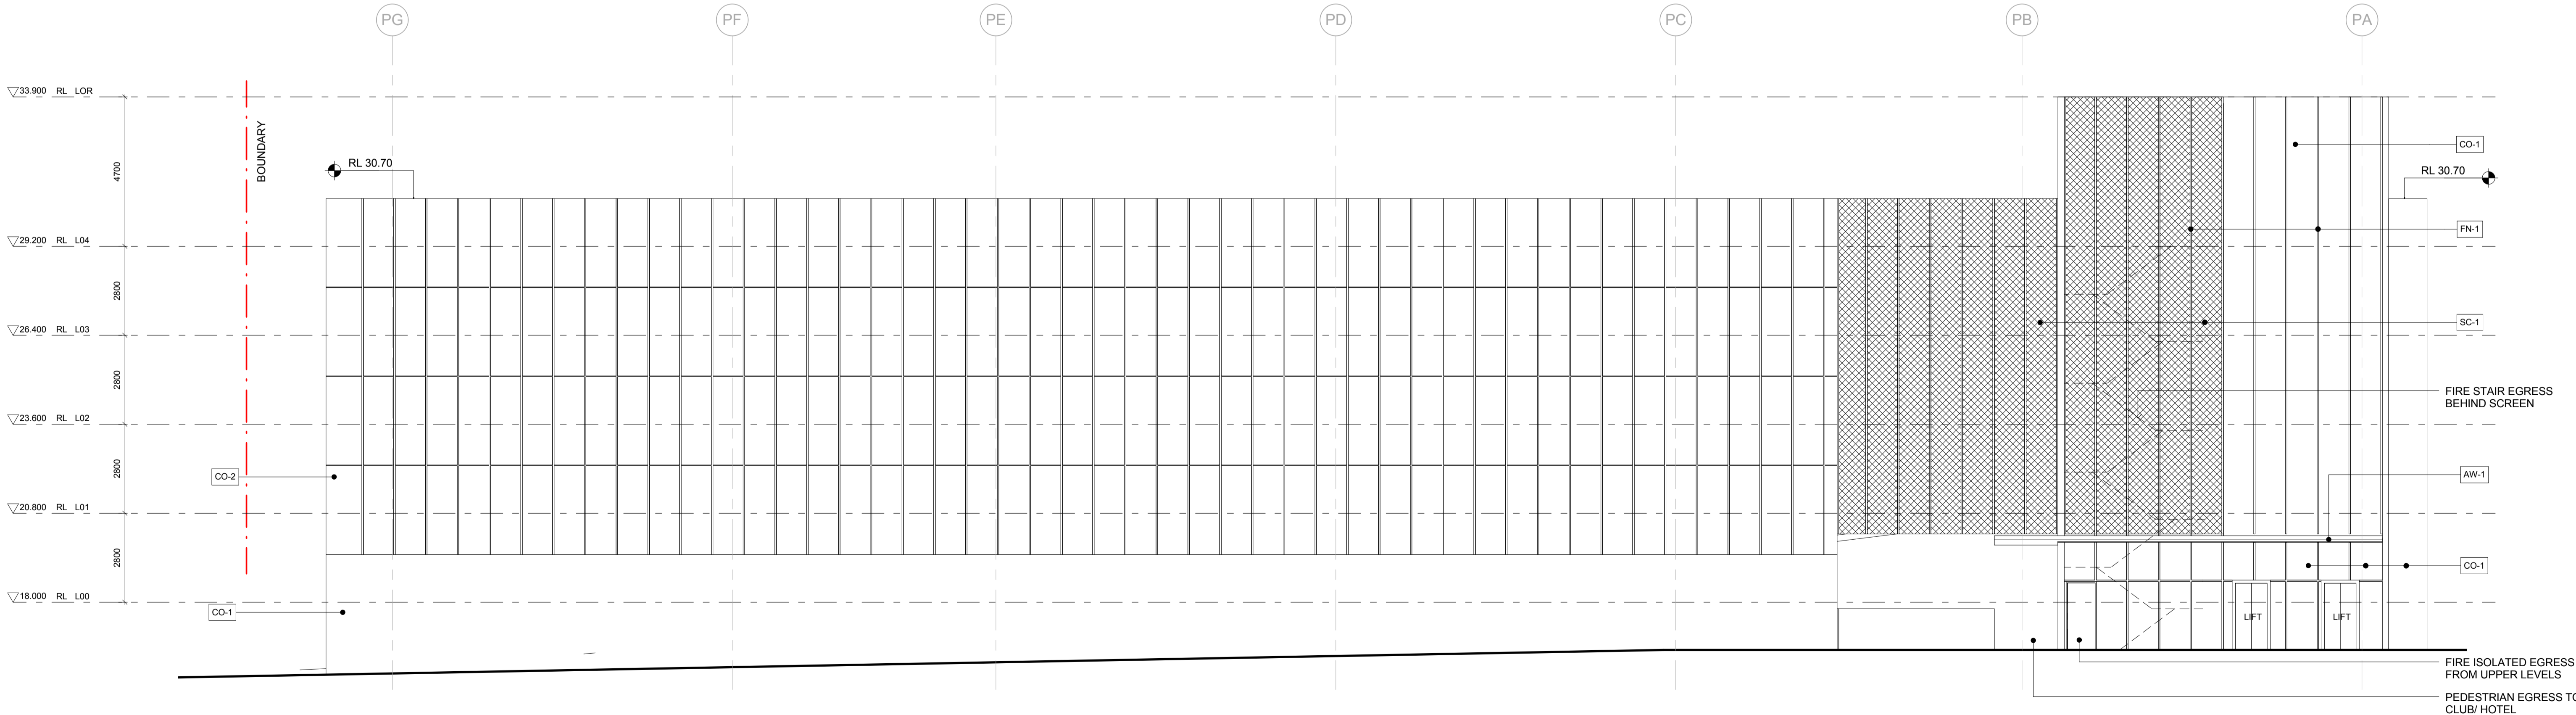 PG
PF
PE
PD
PC
PB
PA
33.900 RL LOR
BOUNDARY
4700
RL 30.70
CO-1
RL 30.70
FN-1
29.200 RL L04
2800
SC-1
26.400 RL L03
2800
FIRE STAIR EGRESS
BEHIND SCREEN
23.600 RL L02
2800
AW-1
CO-2
20.800 RL L01
2800
CO-1
18.000 RL L00
CO-1
LIFT
LIFT
FIRE ISOLATED EGRESS
FROM UPPER LEVELS
PEDESTRIAN EGRESS TO
CLUB/ HOTEL